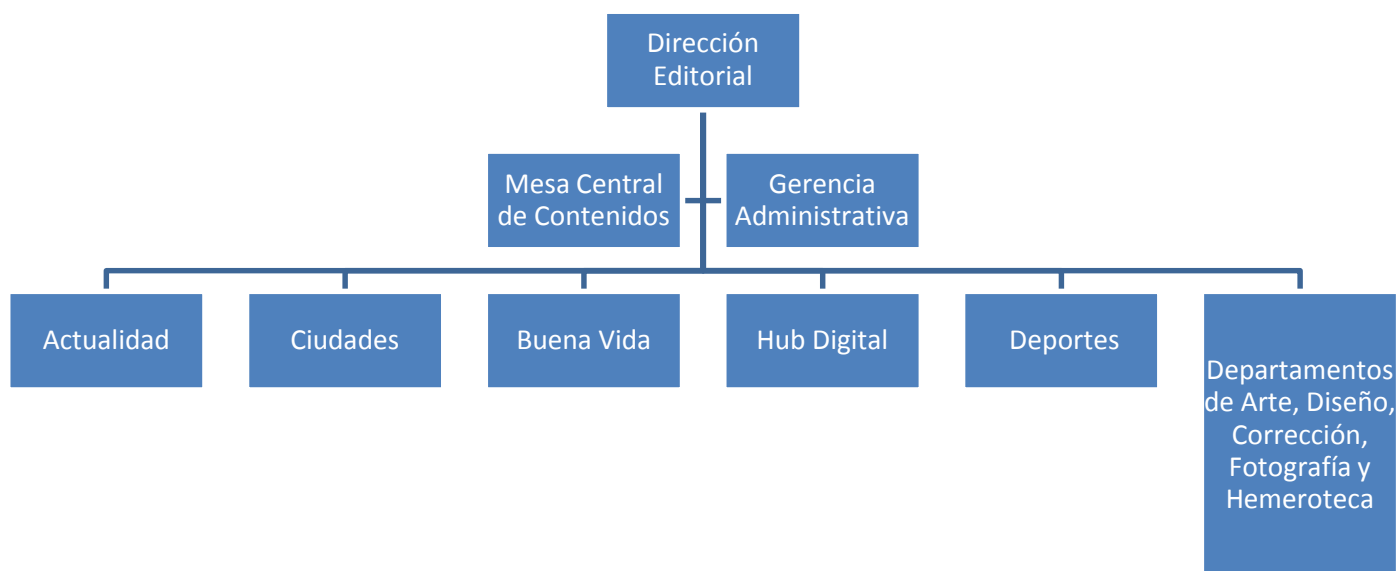 Dirección
Editorial
Mesa Central
de Contenidos
Gerencia
Administrativa
Actualidad
Ciudades
Buena Vida
Hub Digital
Deportes
Departamentos
de Arte, Diseño,
Corrección,
Fotografía y
Hemeroteca